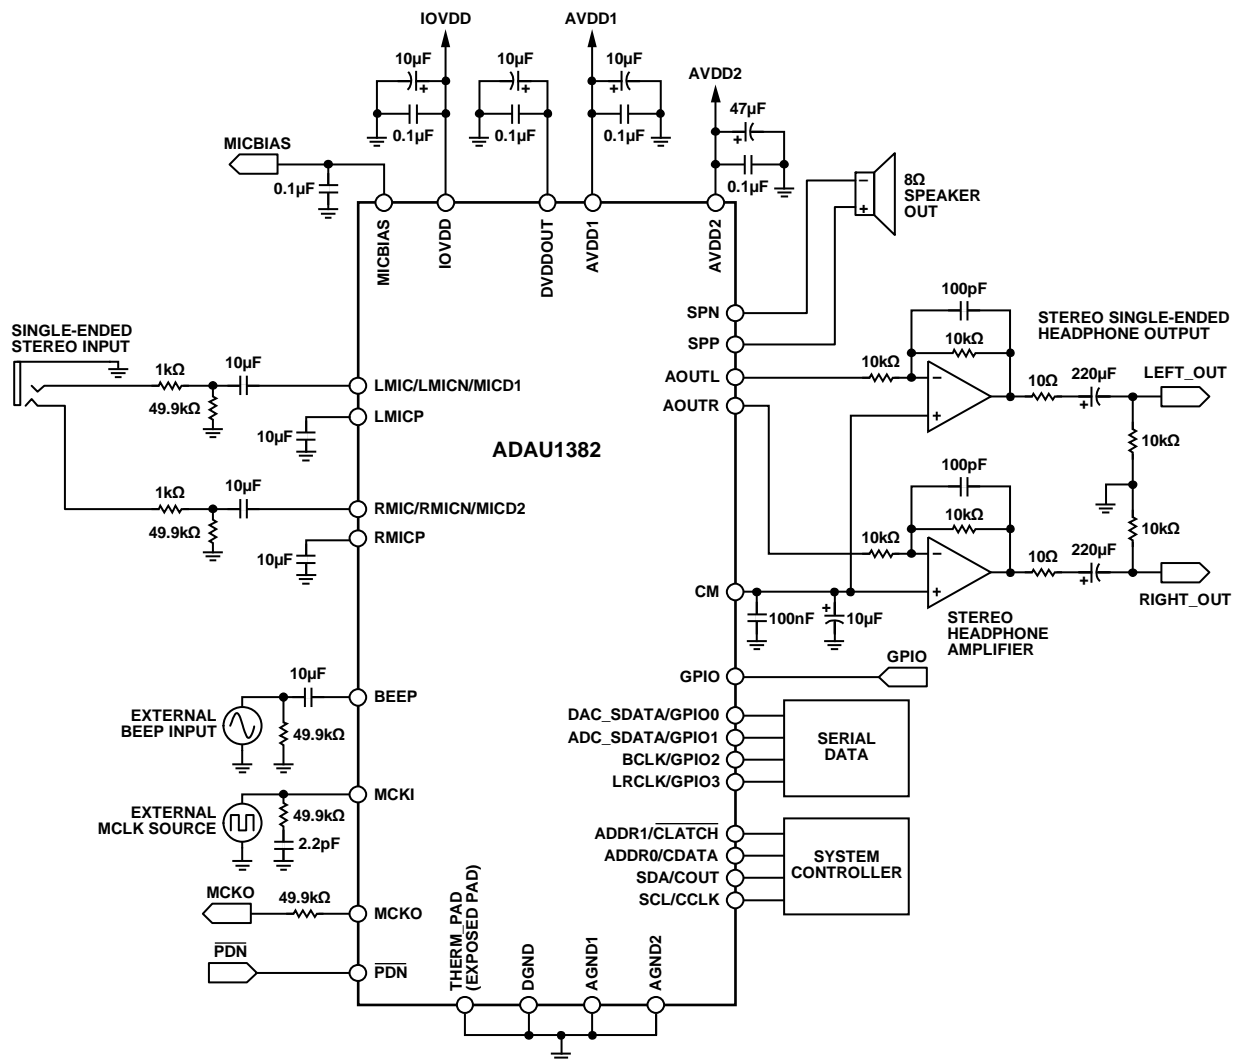 IOVDD
AVDD1
AVDD2
10µF
10µF
10µF
47µF
+
+
+
+
0.1µF
0.1µF
0.1µF
0.1µF
MICBIAS
0.1µF
MICBIAS
IOVDD
DVDDOUT
AVDD1
AVDD2
−
+
8Ω
SPEAKER
OUT
SINGLE-ENDED
STEREO INPUT
1kΩ
10µF
49.9kΩ
LMIC/LMICN/MICD1
10µF
LMICP
1kΩ
10µF
49.9kΩ
RMIC/RMICN/MICD2
10µF
RMICP
ADAU1382
SPN
SPP
AOUTL
AOUTR
100pF
10kΩ
10kΩ
−
+
10Ω
220µF
+
STEREO SINGLE-ENDED
HEADPHONE OUTPUT
LEFT_OUT
10kΩ
100pF
10kΩ
10kΩ
−
+
10Ω
220µF
+
10kΩ
RIGHT_OUT
STEREO
HEADPHONE
AMPLIFIER
CM
100nF
+
10µF
GPIO
GPIO
EXTERNAL
BEEP INPUT
10µF
49.9kΩ
BEEP
EXTERNAL
MCLK SOURCE
49.9kΩ
2.2pF
MCKI
MCKO
49.9kΩ
MCKO
PDN
PDN
DAC_SDATA/GPIO0
ADC_SDATA/GPIO1
BCLK/GPIO2
LRCLK/GPIO3
SERIAL
DATA
ADDR1/CLATCH
ADDR0/CDATA
SDA/COUT
SCL/CCLK
SYSTEM
CONTROLLER
THERM_PAD
(EXPOSED PAD)
DGND
AGND1
AGND2